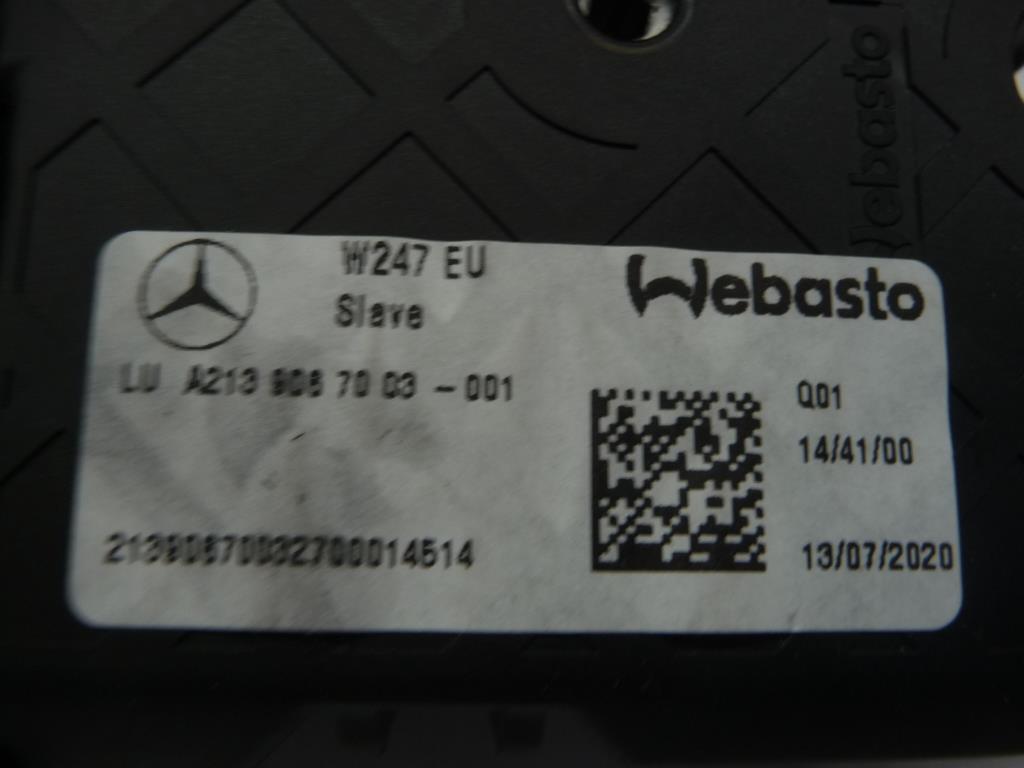 Webasto
W247 EU
Slave
Webasto
LU A213 906 70 03 - 001
Q01
14/41/00
21390670032700014514
13/07/2020